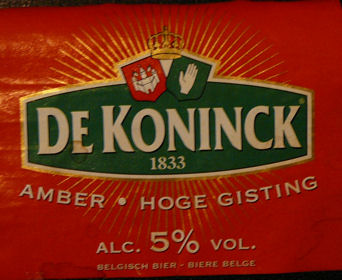 DE KONINCK
1833
AMBER • HOGE GISTING
ALC. 5% VOL.
BELGISCH BIER - BIERE BELGE